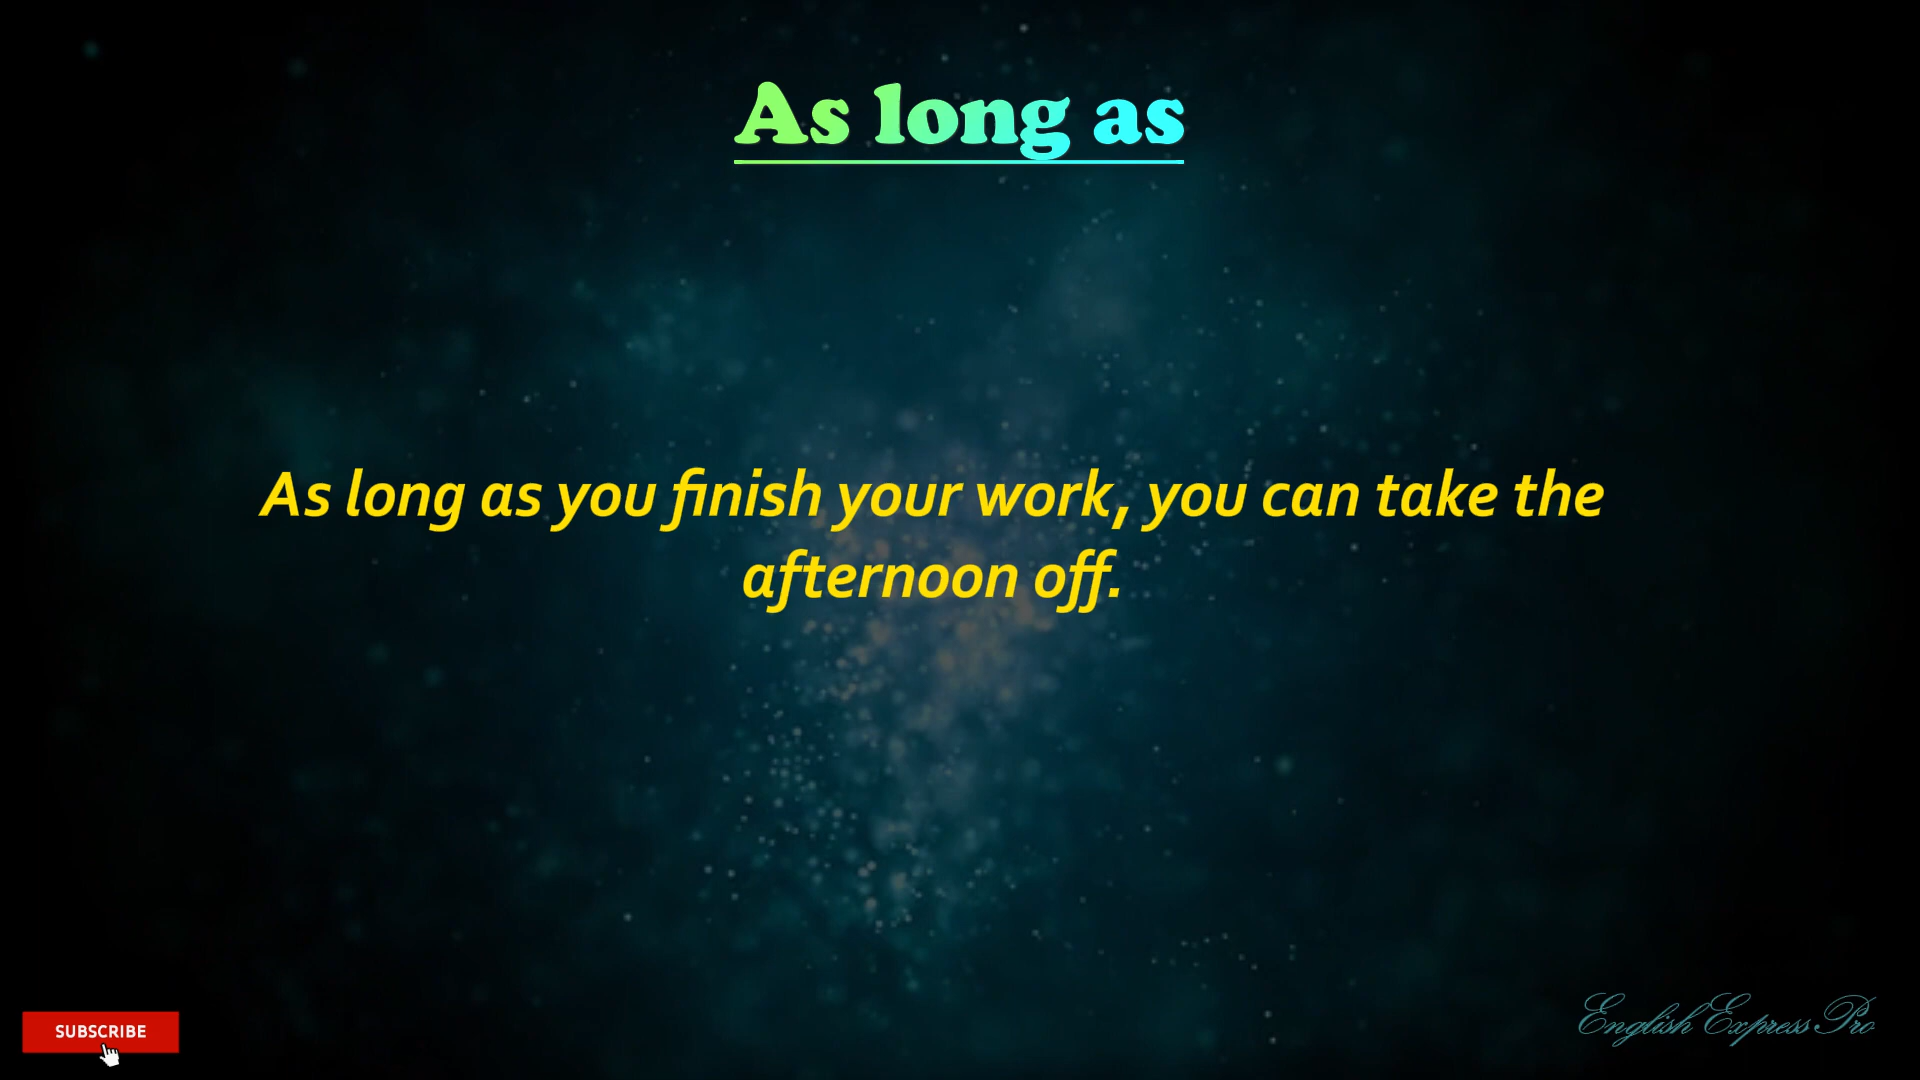 As long as
As long as you finish your work, you can take the
afternoon off.
SUBSCRIBE
English Express Pro